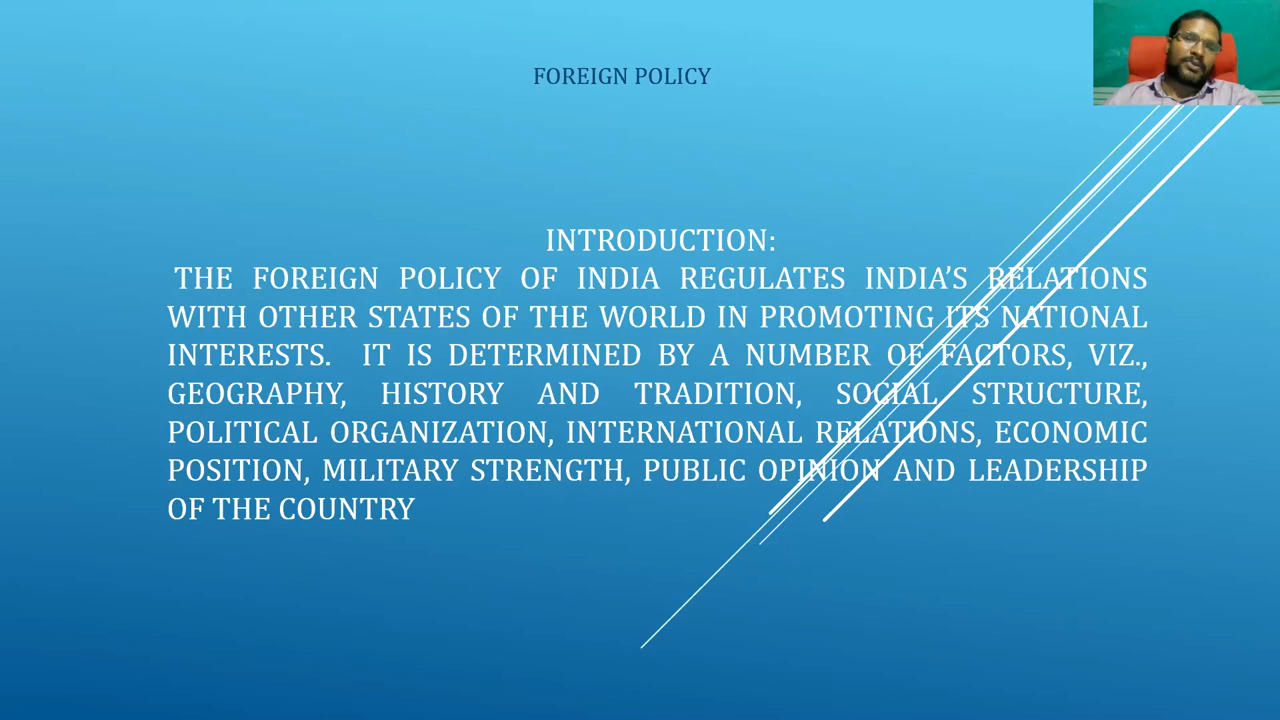 FOREIGN POLICY
INTRODUCTION:
THE FOREIGN POLICY OF INDIA REGULATES INDIA’S RELATIONS
WITH OTHER STATES OF THE WORLD IN PROMOTING ITS NATIONAL
INTERESTS. IT IS DETERMINED BY A NUMBER OF FACTORS, VIZ.,
GEOGRAPHY, HISTORY AND TRADITION, SOCIAL STRUCTURE,
POLITICAL ORGANIZATION, INTERNATIONAL RELATIONS, ECONOMIC
POSITION, MILITARY STRENGTH, PUBLIC OPINION AND LEADERSHIP
OF THE COUNTRY